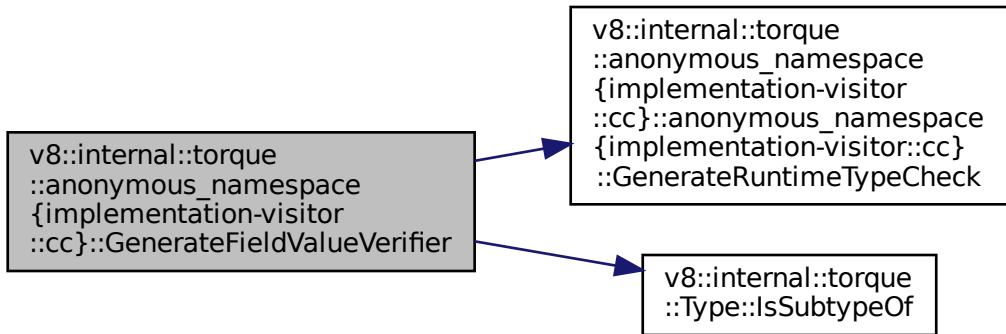 v8::internal::torque
::anonymous_namespace
{implementation-visitor
::cc}::GenerateFieldValueVerifier
v8::internal::torque
::anonymous_namespace
{implementation-visitor
::cc}::anonymous_namespace
{implementation-visitor::cc}
::GenerateRuntimeTypeCheck
v8::internal::torque
::Type::IsSubtypeOf